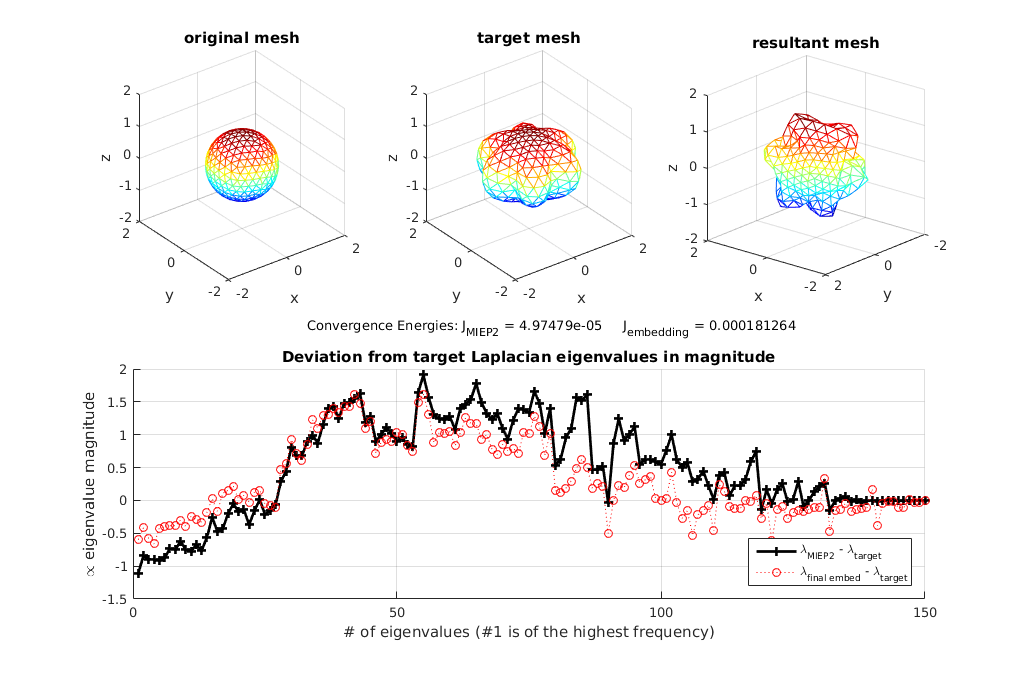 original mesh
target mesh
resultant mesh
2
1
0
-1
-2
z
2
0
-2
y
-2
0
2
x
2
1
0
-1
-2
z
2
0
-2
y
-2
0
2
x
2
1
0
-1
-2
z
2
0
-2
x
2
0
-2
y
Convergence Energies: J_MIEP2 = 4.97479e-05 J_embedding = 0.000181264
Deviation from target Laplacian eigenvalues in magnitude
2
1.5
1
0.5
0
-0.5
-1
-1.5
∝ eigenvalue magnitude
λ_MIEP2 - λ_target
λ_final embed - λ_target
0
50
100
150
# of eigenvalues (#1 is of the highest frequency)